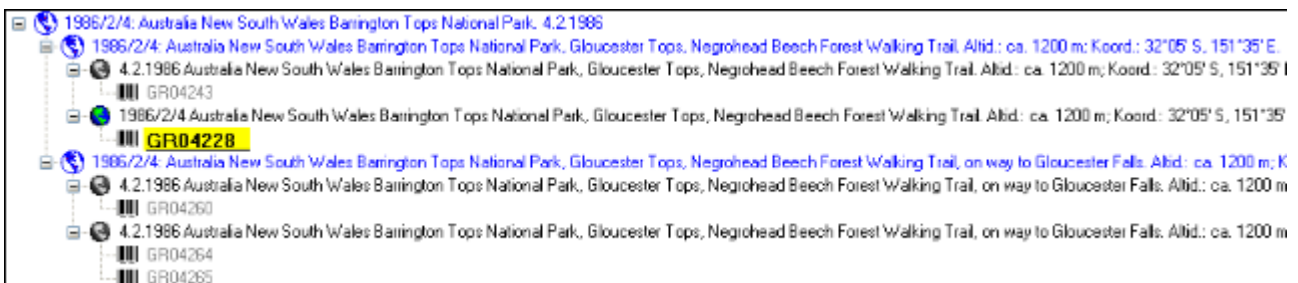 1986/2/4: Australia New South Wales Barrington Tops National Park. 4.2.1986
1986/2/4: Australia New South Wales Barrington Tops National Park, Gloucester Tops, Negrohead Beech Forest Walking Trail. Altid.: ca. 1200 m; Koord.: 32°05' S, 151°35' E.
4.2.1986 Australia New South Wales Barrington Tops National Park, Gloucester Tops, Negrohead Beech Forest Walking Trail. Altid.: ca. 1200 m; Koord.: 32°05' S, 151°35'
GR04243
1986/2/4 Australia New South Wales Barrington Tops National Park, Gloucester Tops, Negrohead Beech Forest Walking Trail. Altid.: ca. 1200 m; Koord.: 32°05' S, 151°35'
GR04228
1986/2/4: Australia New South Wales Barrington Tops National Park, Gloucester Tops, Negrohead Beech Forest Walking Trail, on way to Gloucester Falls. Altid.: ca. 1200 m; K
4.2.1986 Australia New South Wales Barrington Tops National Park, Gloucester Tops, Negrohead Beech Forest Walking Trail, on way to Gloucester Falls. Altid.: ca. 1200 m
GR04260
4.2.1986 Australia New South Wales Barrington Tops National Park, Gloucester Tops, Negrohead Beech Forest Walking Trail, on way to Gloucester Falls. Altid.: ca. 1200 m
GR04264
GR04265